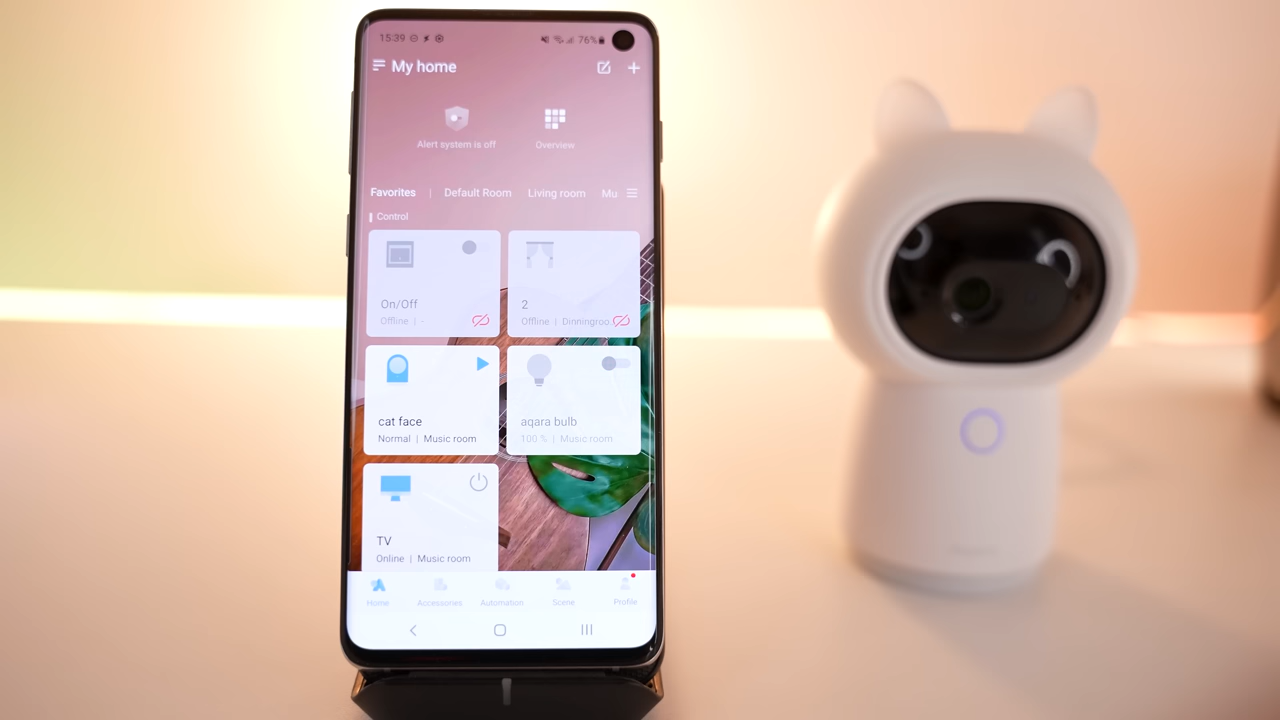 15:39 76%
My home
Alert system is off Overview
Favorites | Default Room Living room Mu
Control
On/Off
Offline | -
2
Offline | Dinningroo..
cat face
Normal | Music room
aqara bulb
100 % | Music room
TV
Online | Music room
Home Accessories Automation Scene Profile